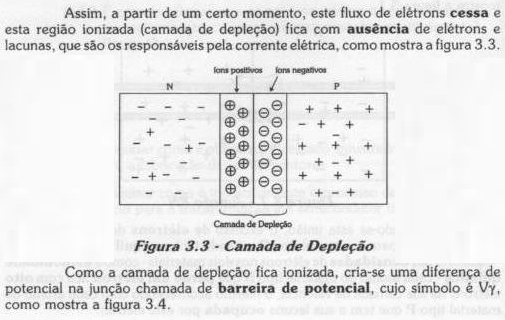 Assim, a partir de um certo momento, este fluxo de elétrons cessa e
esta região ionizada (camada de depleção) fica com ausência de elétrons e
lacunas, que são os responsáveis pela corrente elétrica, como mostra a figura 3.3.
íons positivos íons negativos
N P
Camada de Depleção
Figura 3.3 - Camada de Depleção
Como a camada de depleção fica ionizada, cria-se uma diferença de
potencial na junção chamada de barreira de potencial, cujo símbolo é Vγ,
como mostra a figura 3.4.